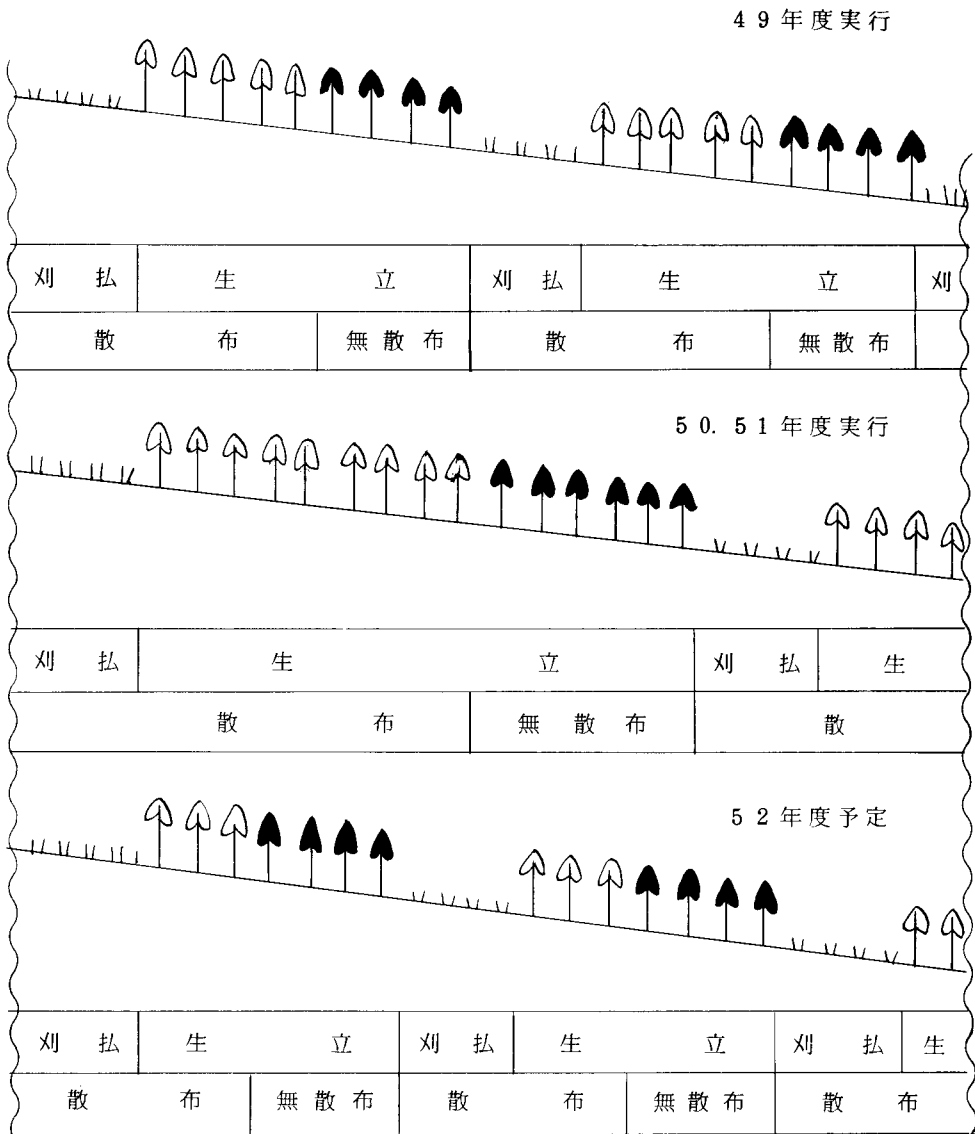 49年度実行
刈払 生立 刈払 生立 刈
散布 無散布 散布 無散布
50.51年度実行
刈払 生立 刈払 生
散布 無散布 散
52年度予定
刈払 生立 刈払 生立 刈払 生
散布 無散布 散布 無散布 散布